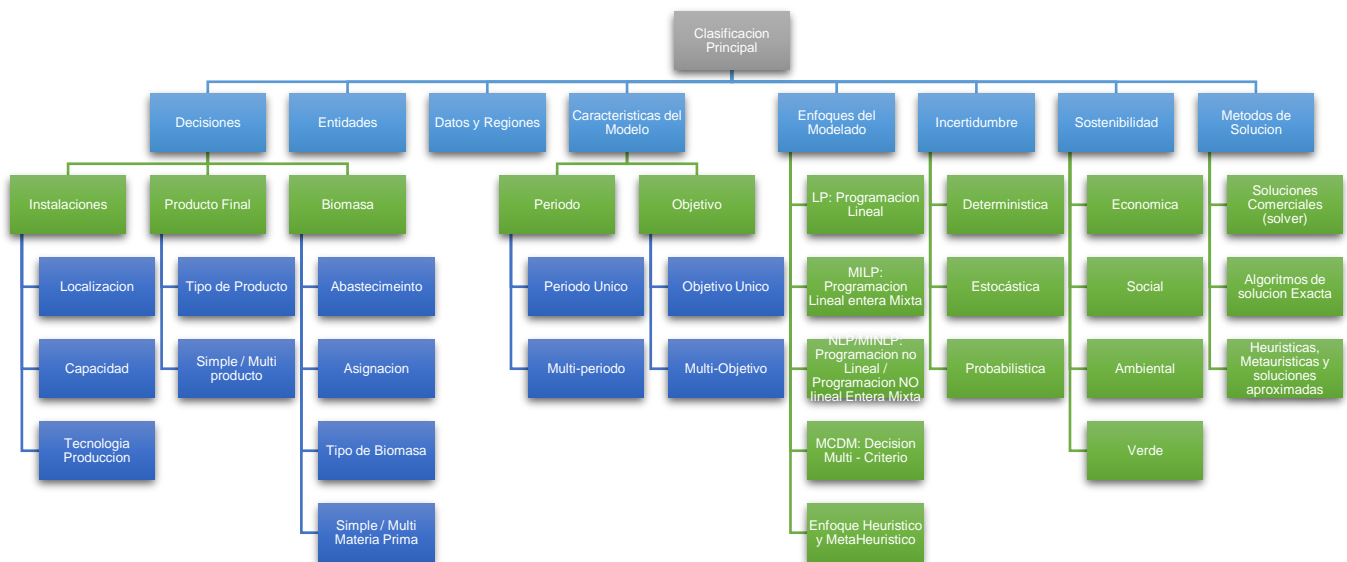 Clasificacion
Principal
Decisiones
Entidades
Datos y Regiones
Caracteristicas del
Modelo
Enfoques del
Modelado
Incertidumbre
Sostenibilidad
Metodos de
Solucion
Instalaciones
Producto Final
Biomasa
Periodo
Objetivo
LP: Programacion
Lineal
Deterministica
Economica
Soluciones
Comerciales
(solver)
Localizacion
Tipo de Producto
Abastecimeinto
Periodo Unico
Objetivo Unico
MILP:
Programacion
Lineal entera Mixta
Estocástica
Social
Algoritmos de
solucion Exacta
Capacidad
Simple / Multi
producto
Asignacion
Multi-periodo
Multi-Objetivo
NLP/MINLP:
Programacion no
Lineal /
Programacion NO
lineal Entera Mixta
Probabilistica
Ambiental
Heuristicas,
Metauristicas y
soluciones
aproximadas
Tecnologia
Produccion
Tipo de Biomasa
MCDM: Decision
Multi - Criterio
Verde
Simple / Multi
Materia Prima
Enfoque Heuristico
y MetaHeuristico